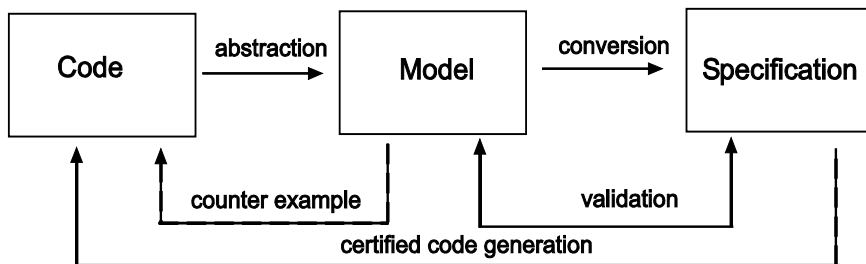 abstraction
conversion
Code
Model
Specification
counter example
validation
certified code generation